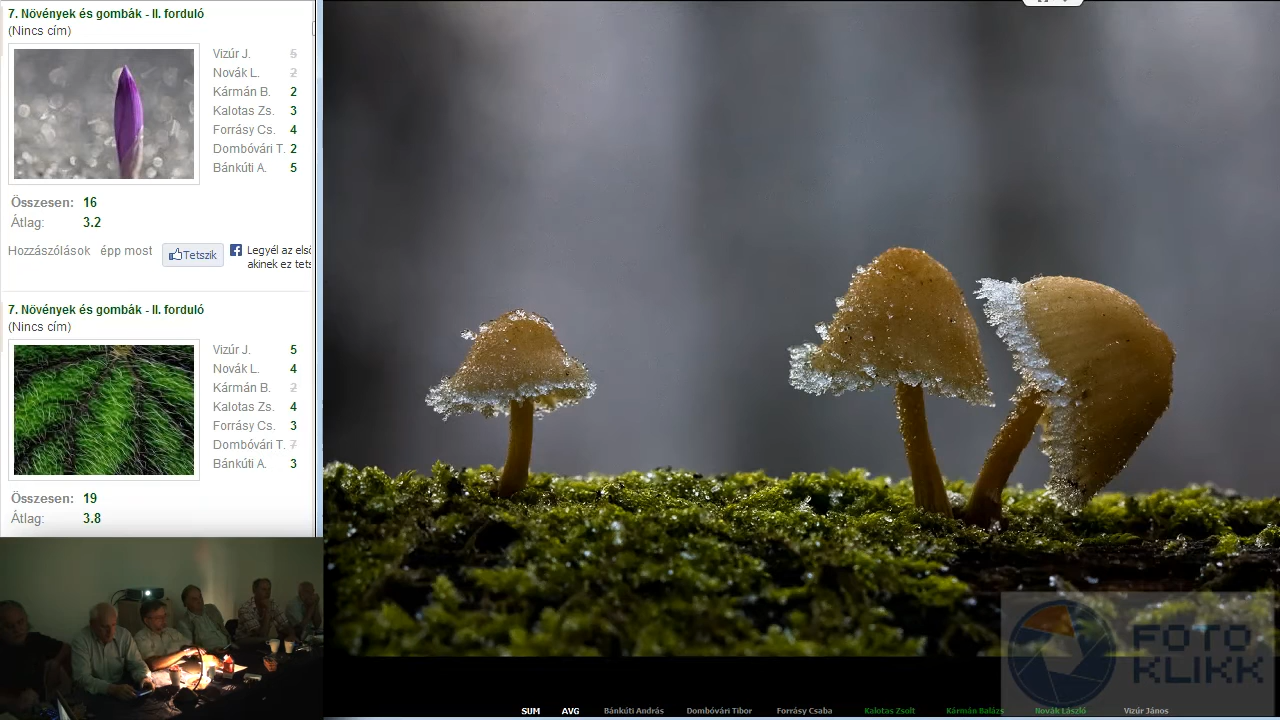 7. Növények és gombák - II. forduló
(Nincs cím)
Vizúr J. 5
Novák L. 2
Kármán B. 2
Kalotas Zs. 3
Forrásy Cs. 4
Dombóvári T. 2
Bánkúti A. 5
Összesen: 16
Átlag: 3.2
Hozzászólások épp most Tetszik Legyél az első
akinek ez tets
7. Növények és gombák - II. forduló
(Nincs cím)
Vizúr J. 5
Novák L. 4
Kármán B. 2
Kalotas Zs. 4
Forrásy Cs. 3
Dombóvári T. 7
Bánkúti A. 3
Összesen: 19
Átlag: 3.8
FOTO
KLIKK
SUM AVG Bánkúti András Dombóvári Tibor Forrásy Csaba Kalotas Zsolt Kármán Balázs Novák László Vizúr János